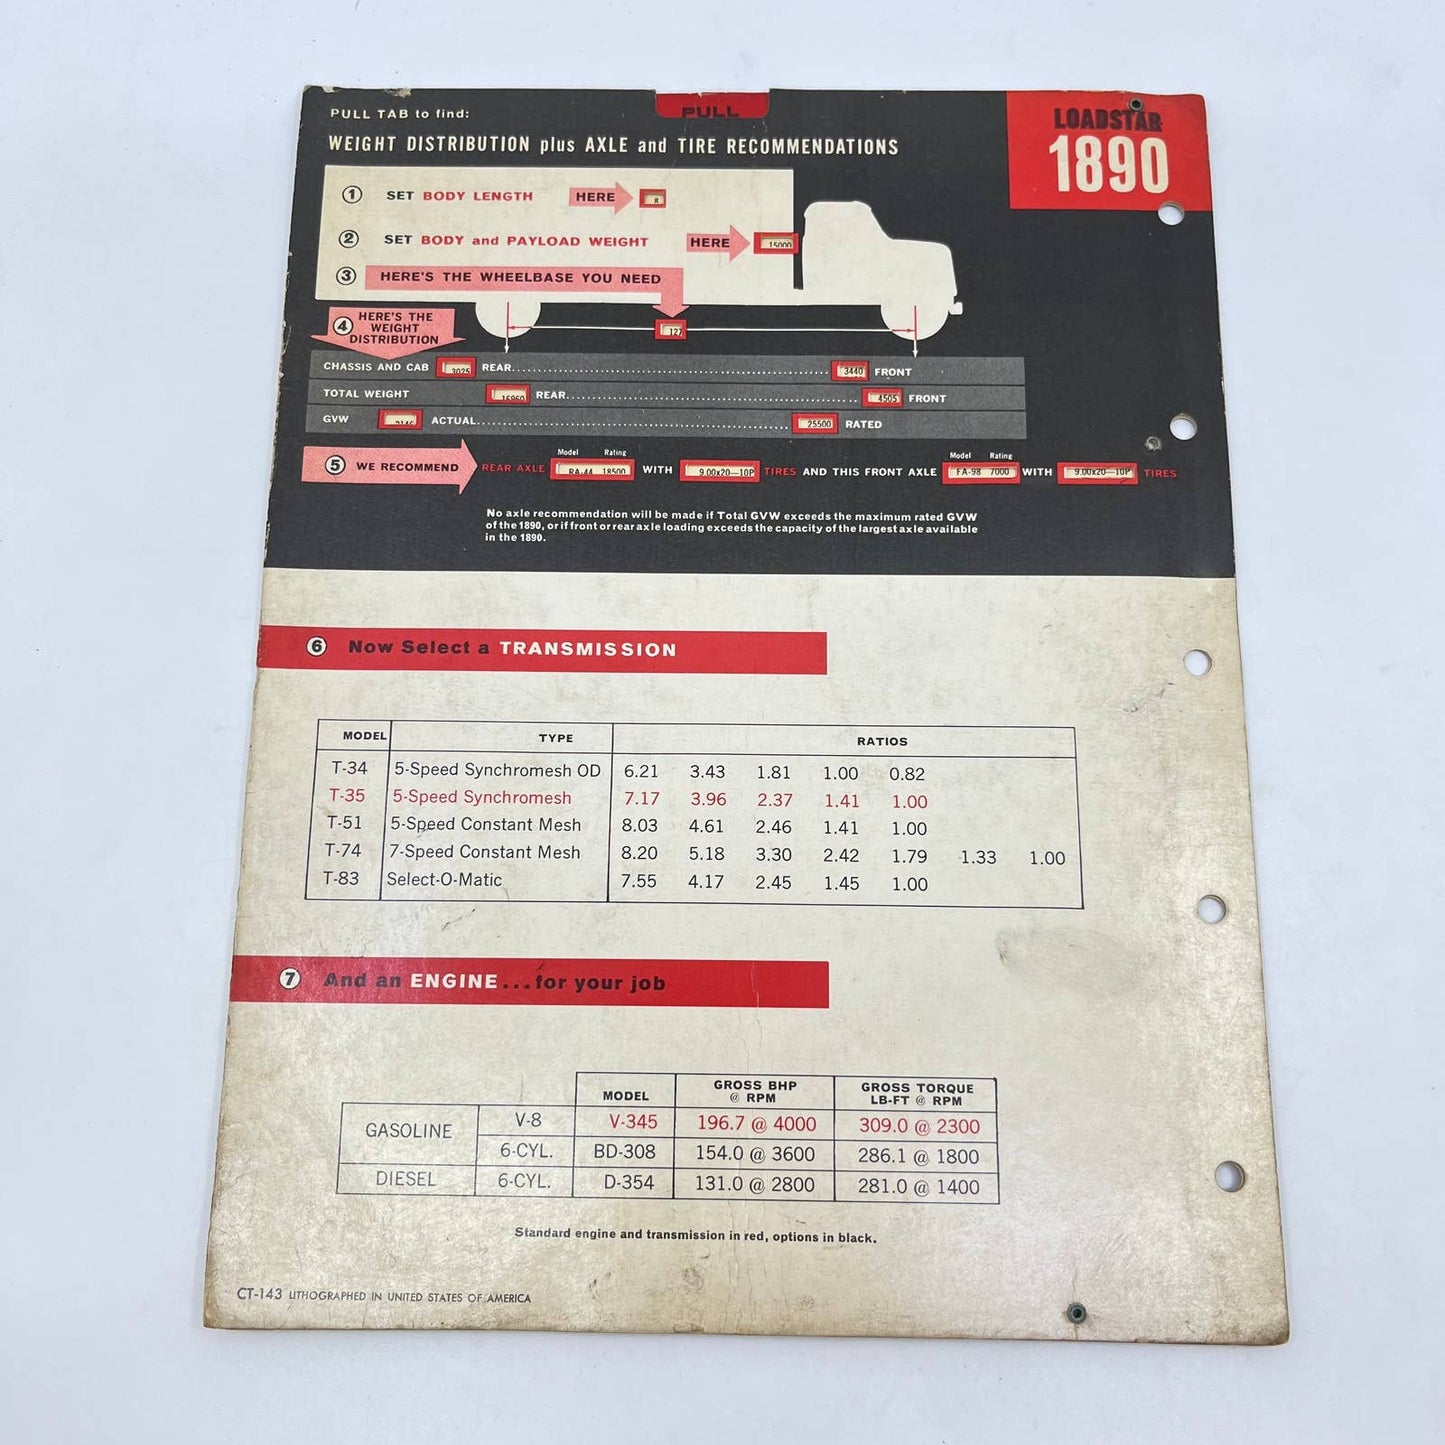 PULL TAB to find:
PULL
LOADSTAR
1890
WEIGHT DISTRIBUTION plus AXLE and TIRE RECOMMENDATIONS
1 SET BODY LENGTH HERE 8
2 SET BODY and PAYLOAD WEIGHT HERE 15000
3 HERE'S THE WHEELBASE YOU NEED
127
4 HERE'S THE
WEIGHT
DISTRIBUTION
CHASSIS AND CAB 3025 REAR 3440 FRONT
TOTAL WEIGHT 16960 REAR 4505 FRONT
GVW ACTUAL 25500 RATED
Model Rating Model Rating
5 WE RECOMMEND REAR AXLE RA-44 18500 WITH 9.00x20—10P TIRES AND THIS FRONT AXLE FA-98 7000 WITH 9.00x20—10P TIRES
No axle recommendation will be made if Total GVW exceeds the maximum rated GVW
of the 1890, or if front or rear axle loading exceeds the capacity of the largest axle available
in the 1890.
6 Now Select a TRANSMISSION
MODEL TYPE RATIOS
T-34 5-Speed Synchromesh OD 6.21 3.43 1.81 1.00 0.82
T-35 5-Speed Synchromesh 7.17 3.96 2.37 1.41 1.00
T-51 5-Speed Constant Mesh 8.03 4.61 2.46 1.41 1.00
T-74 7-Speed Constant Mesh 8.20 5.18 3.30 2.42 1.79 1.33 1.00
T-83 Select-O-Matic 7.55 4.17 2.45 1.45 1.00
7 And an ENGINE...for your job
MODEL GROSS BHP @ RPM GROSS TORQUE LB-FT @ RPM
GASOLINE V-8 V-345 196.7 @ 4000 309.0 @ 2300
6-CYL. BD-308 154.0 @ 3600 286.1 @ 1800
DIESEL 6-CYL. D-354 131.0 @ 2800 281.0 @ 1400
Standard engine and transmission in red, options in black.
CT-143 LITHOGRAPHED IN UNITED STATES OF AMERICA